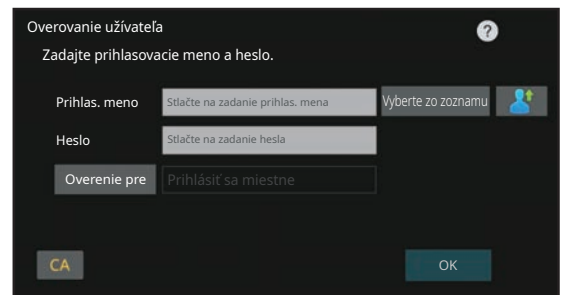 Overovanie užívateľa
?
Zadajte prihlasovacie meno a heslo.
Prihlas. meno
Stlačte na zadanie prihlas. mena
Vyberte zo zoznamu
Heslo
Stlačte na zadanie hesla
Overenie pre
Prihlásiť sa miestne
CA
OK